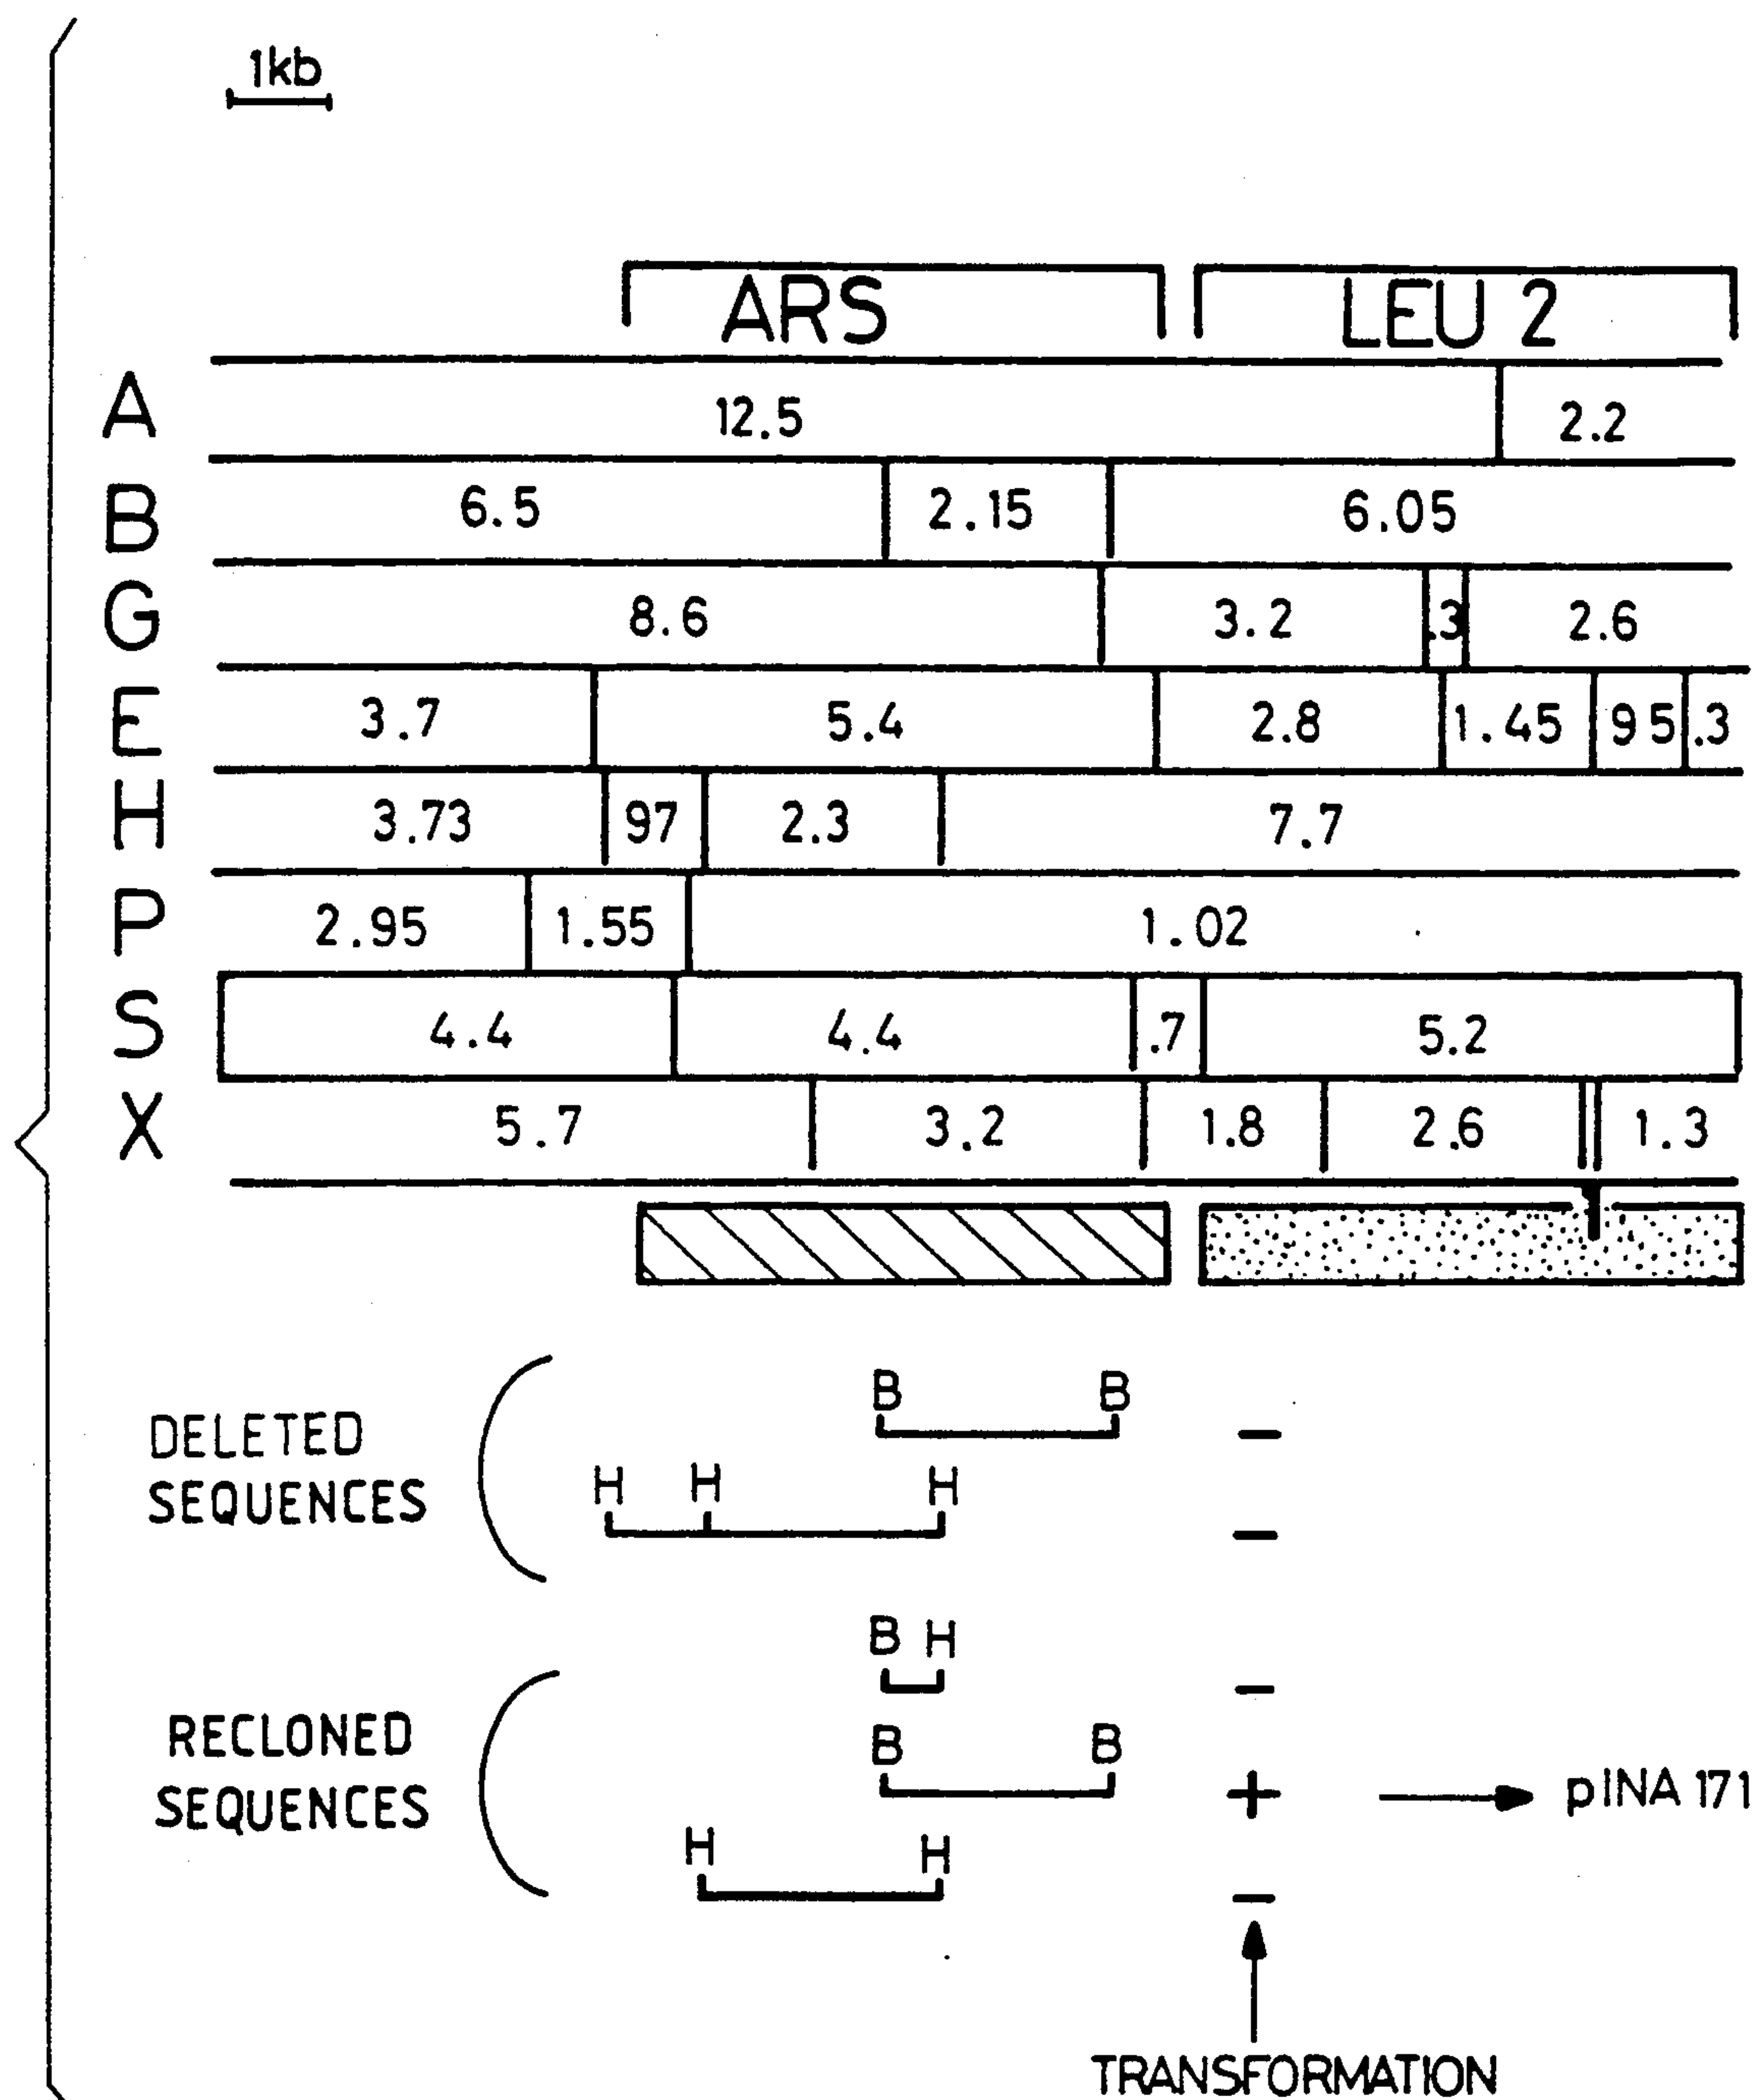 1kb
ARS LEU 2
A 12.5 2.2
B 6.5 2.15 6.05
G 8.6 3.2 .3 2.6
E 3.7 5.4 2.8 1.45 95 .3
H 3.73 97 2.3 7.7
P 2.95 1.55 1.02
S 4.4 4.4 .7 5.2
X 5.7 3.2 1.8 2.6 1.3
B B
DELETED
SEQUENCES
–
H H H
–
B H
–
RECLONED
SEQUENCES
B B
+ pINA 171
H H
–
TRANSFORMATION